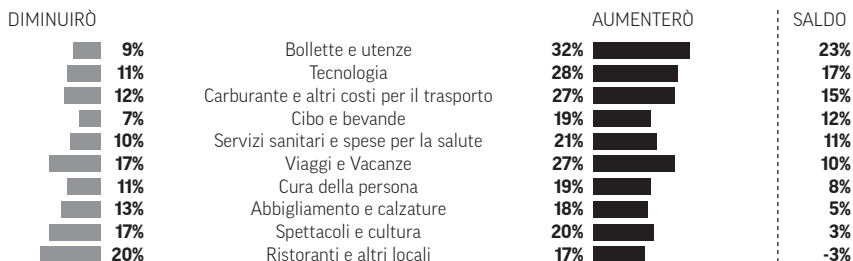 DIMINUIRÒ AUMENTERÒ SALDO
9% Bollette e utenze 32% 23%
11% Tecnologia 28% 17%
12% Carburante e altri costi per il trasporto 27% 15%
7% Cibo e bevande 19% 12%
10% Servizi sanitari e spese per la salute 21% 11%
17% Viaggi e Vacanze 27% 10%
11% Cura della persona 19% 8%
13% Abbigliamento e calzature 18% 5%
17% Spettacoli e cultura 20% 3%
20% Ristoranti e altri locali 17% -3%